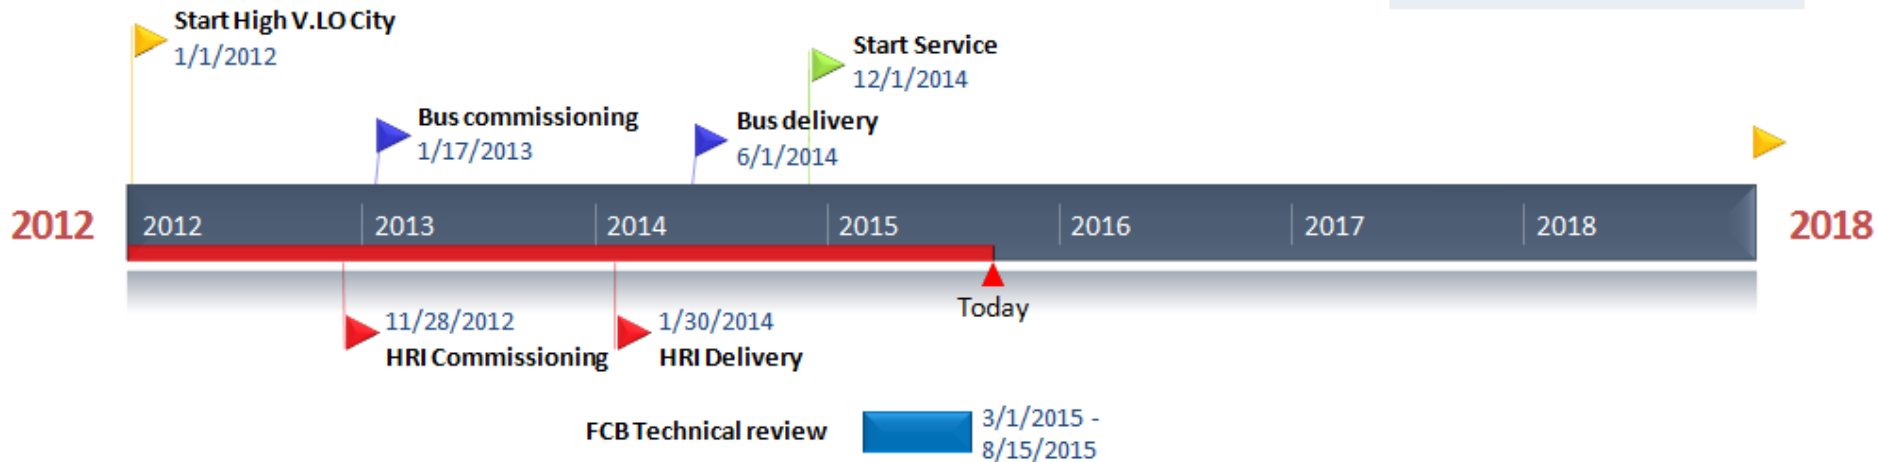 Start High V.LO City
1/1/2012
Start Service
12/1/2014
Bus commissioning
1/17/2013
Bus delivery
6/1/2014
2012
2012 2013 2014 2015 2016 2017 2018
2018
Today
11/28/2012
HRI Commissioning
1/30/2014
HRI Delivery
FCB Technical review
3/1/2015 -
8/15/2015